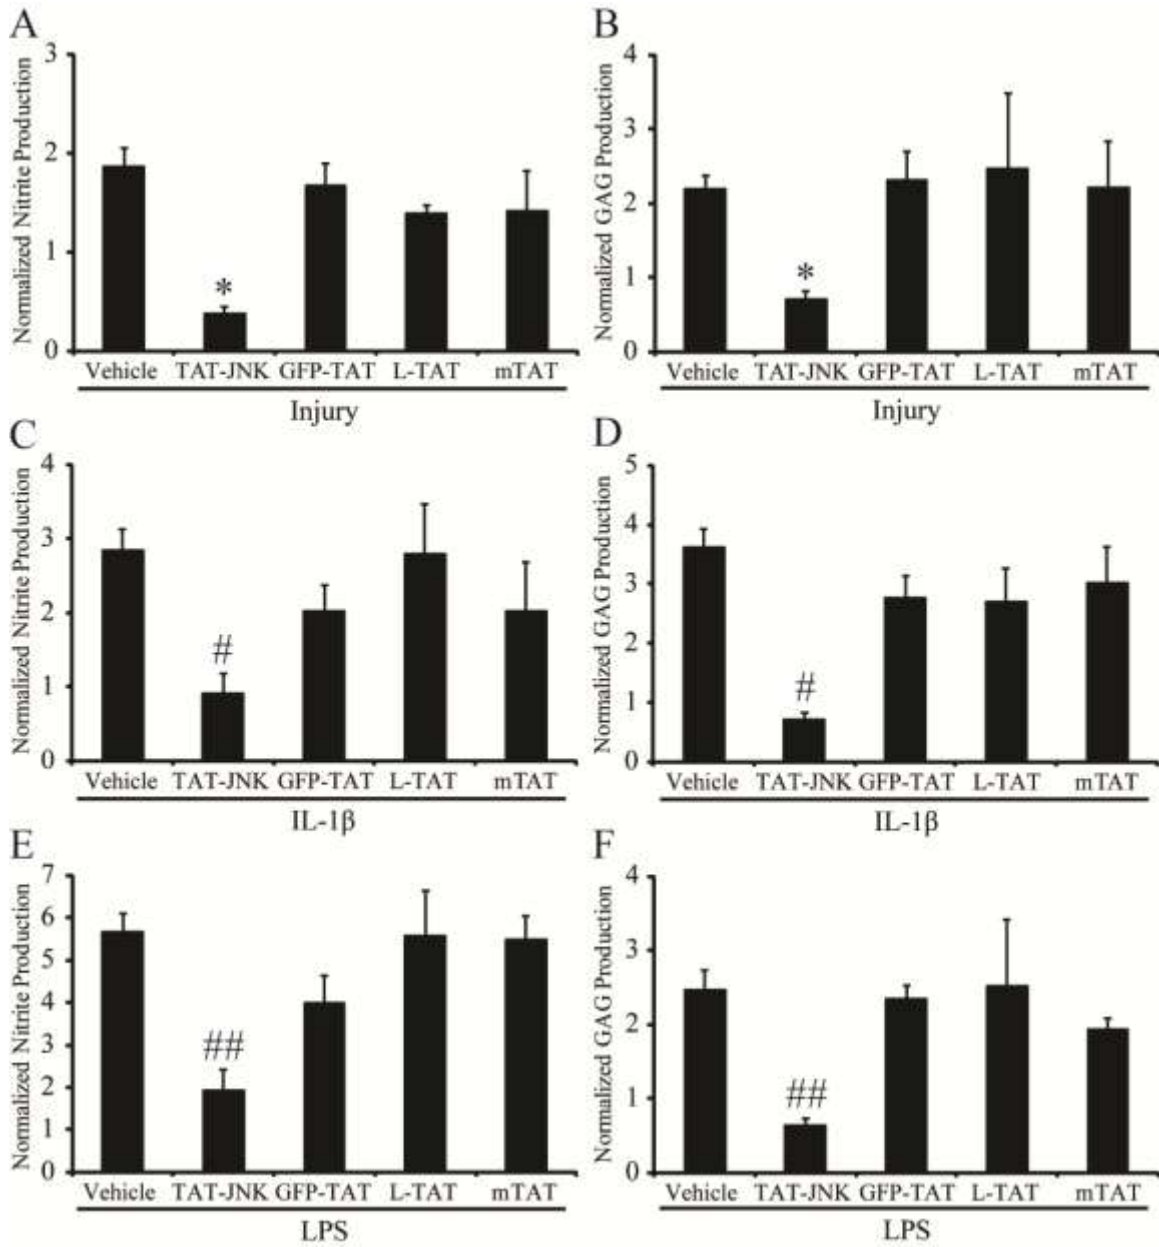 A
Normalized Nitrite Production
3
2
1
0
*
Vehicle TAT-JNK GFP-TAT L-TAT mTAT
Injury
B
Normalized GAG Production
4
3
2
1
0
*
Vehicle TAT-JNK GFP-TAT L-TAT mTAT
Injury
C
Normalized Nitrite Production
4
3
2
1
0
#
Vehicle TAT-JNK GFP-TAT L-TAT mTAT
IL-1β
D
Normalized GAG Production
5
4
3
2
1
0
#
Vehicle TAT-JNK GFP-TAT L-TAT mTAT
IL-1β
E
Normalized Nitrite Production
7
6
5
4
3
2
1
0
##
Vehicle TAT-JNK GFP-TAT L-TAT mTAT
LPS
F
Normalized GAG Production
4
3
2
1
0
##
Vehicle TAT-JNK GFP-TAT L-TAT mTAT
LPS